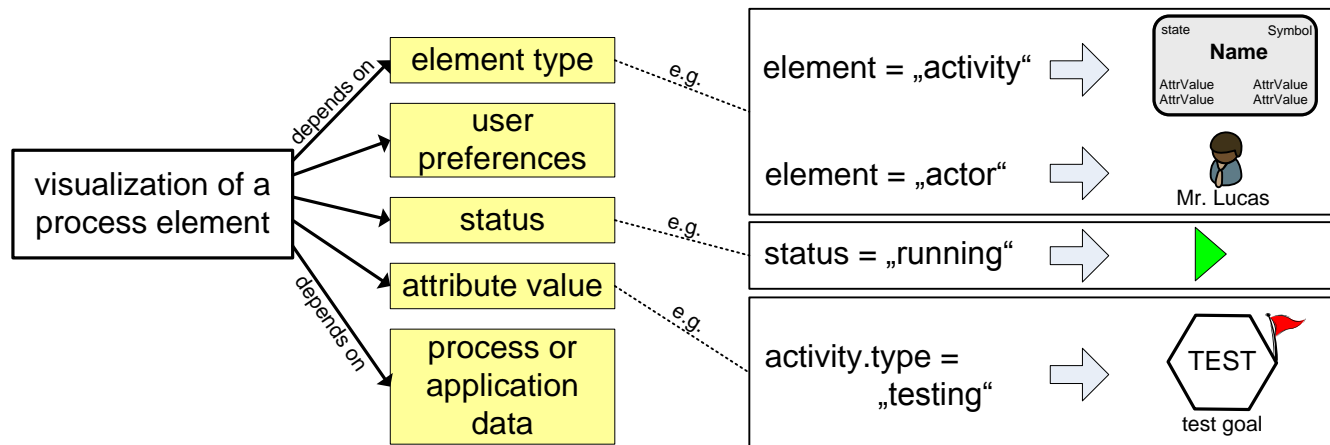 visualization of a
process element
depends on
depends on
element type
user
preferences
status
attribute value
process or
application
data
e.g.
e.g.
e.g.
element = „activity“
state Symbol
Name
AttrValue AttrValue
AttrValue AttrValue
element = „actor“
Mr. Lucas
status = „running“
activity.type =
„testing“
TEST
test goal